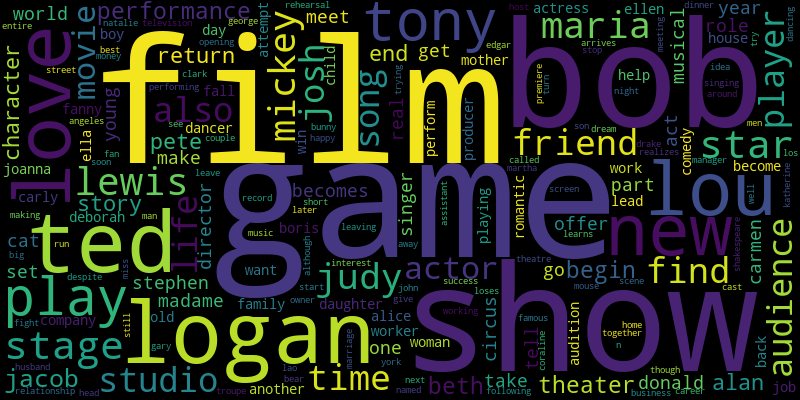 film
game
show
bob
logan
ted
new
lou
love
tony
play
star
time
find
josh
stage
lewis
judy
studio
mickey
friend
maria
movie
life
also
song
audience
player
actor
begin
theater
performance
return
end
get
meet
world
character
young
pete
make
dancer
story
director
becomes
singer
jacob
set
cat
stephen
madame
beth
take
donald
alan
carmen
offer
part
work
lead
go
role
year
house
musical
act
comedy
help
become
romantic
perform
producer
real
fall
win
child
day
boy
fanny
ella
joanna
carly
deborah
old
family
daughter
alice
worker
one
woman
another
want
boris
circus
tell
audition
back
job
company
playing
mother
ellen
actress
attempt
television
natalie
george
rehearsal
entire
best
opening
money
street
clark
performing
angeles
see
couple
trying
edgar
host
dinner
dancing
arrives
meeting
try
stop
premiere
turn
night
idea
singing
around
men
son
dream
drake
realizes
manager
los
called
martha
fan
soon
bunny
happy
leave
record
short
later
leaving
music
although
away
assistant
screen
learns
well
katherine
shakespeare
making
man
run
big
despite
miss
still
fight
gary
husband
relationship
head
troupe
owner
start
interest
john
give
success
loses
working
marriage
lao
bear
york
next
named
following
theatre
mouse
scene
famous
coraline
home
together
n
cast
though
business
career